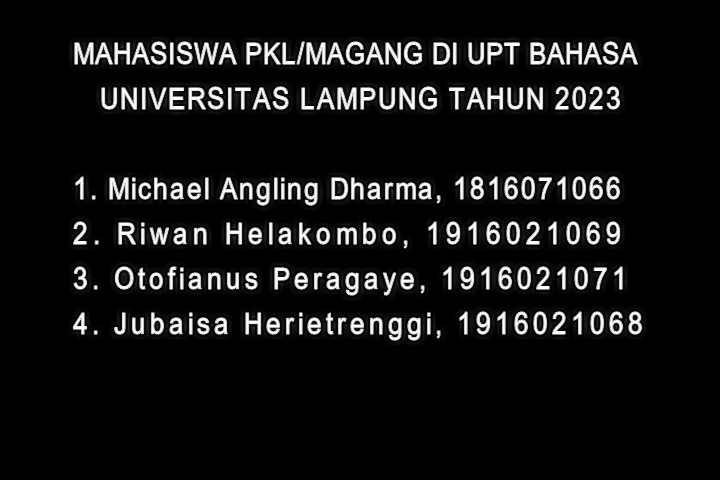 MAHASISWA PKL/MAGANG DI UPT BAHASA
UNIVERSITAS LAMPUNG TAHUN 2023
1. Michael Angling Dharma, 1816071066
2. Riwan Helakombo, 1916021069
3. Otofianus Peragaye, 1916021071
4. Jubaisa Herietrenggi, 1916021068